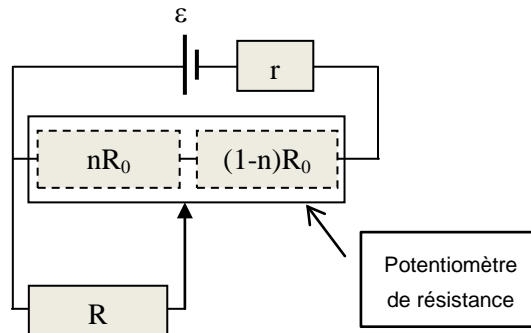 ε
r
nR₀
(1-n)R₀
R
Potentiomètre
de résistance